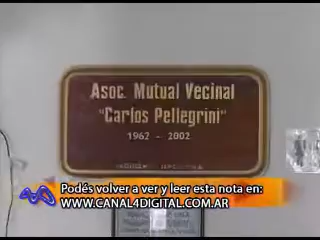 Asoc. Mutual Vecinal
"Carlos Pellegrini"
1962 - 2002
Podés volver a ver y leer esta nota en:
WWW.CANAL4DIGITAL.COM.AR